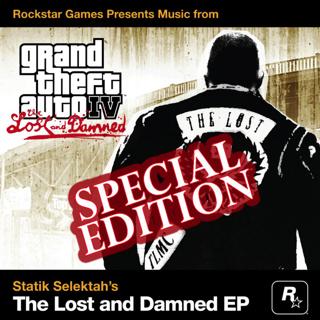 Rockstar Games Presents Music from
grand
theft
auto IV
the
Lost and Damned
THE LOST
SPECIAL
EDITION
TLMC
Statik Selektah's
The Lost and Damned EP
R